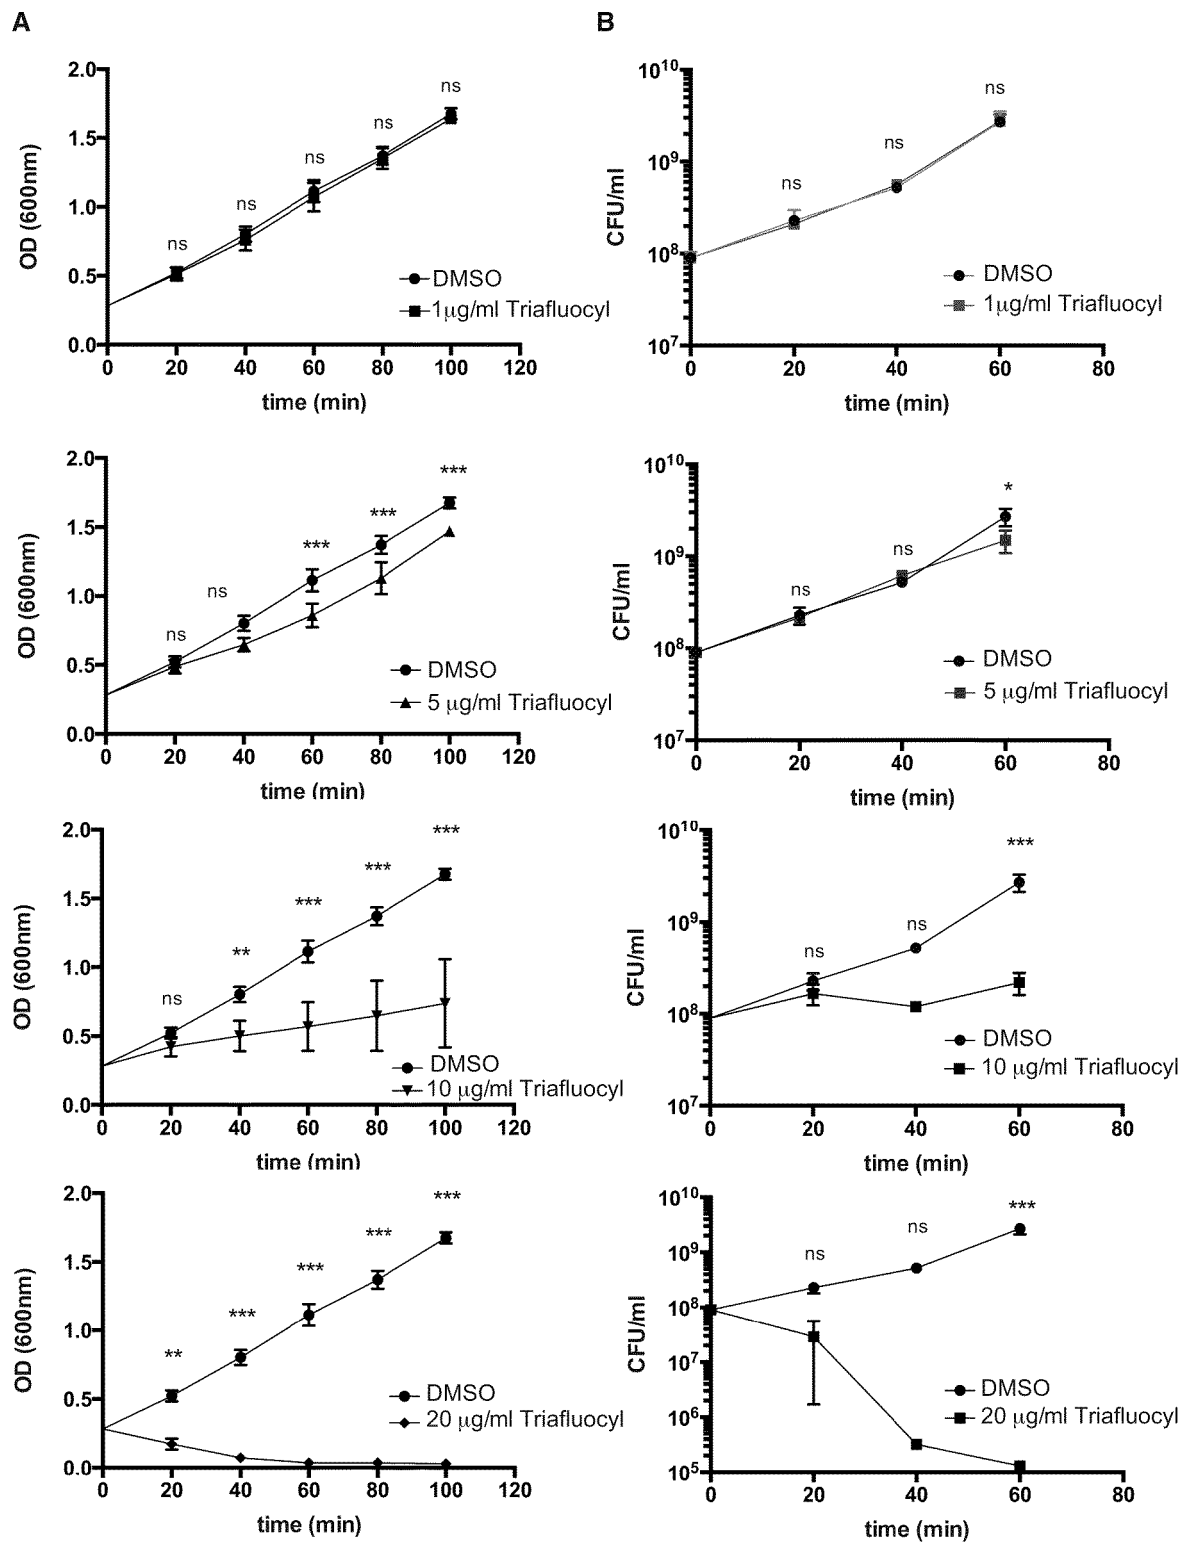 A
B
2.0
1.5
1.0
0.5
0.0
OD (600nm)
ns
ns
ns
ns
ns
DMSO
1µg/ml Triafluocyl
0 20 40 60 80 100 120
time (min)
10^10
10^9
10^8
10^7
CFU/ml
ns
ns
ns
DMSO
1µg/ml Triafluocyl
0 20 40 60 80
time (min)
2.0
1.5
1.0
0.5
0.0
OD (600nm)
ns
ns
***
***
***
DMSO
5 µg/ml Triafluocyl
0 20 40 60 80 100 120
time (min)
10^10
10^9
10^8
10^7
CFU/ml
ns
ns
*
DMSO
5 µg/ml Triafluocyl
0 20 40 60 80
time (min)
2.0
1.5
1.0
0.5
0.0
OD (600nm)
ns
**
***
***
***
DMSO
10 µg/ml Triafluocyl
0 20 40 60 80 100 120
time (min)
10^10
10^9
10^8
10^7
CFU/ml
ns
ns
***
DMSO
10 µg/ml Triafluocyl
0 20 40 60 80
time (min)
2.0
1.5
1.0
0.5
0.0
OD (600nm)
**
***
***
***
***
DMSO
20 µg/ml Triafluocyl
0 20 40 60 80 100 120
time (min)
10^10
10^9
10^8
10^7
10^6
10^5
CFU/ml
ns
ns
***
DMSO
20 µg/ml Triafluocyl
0 20 40 60 80
time (min)